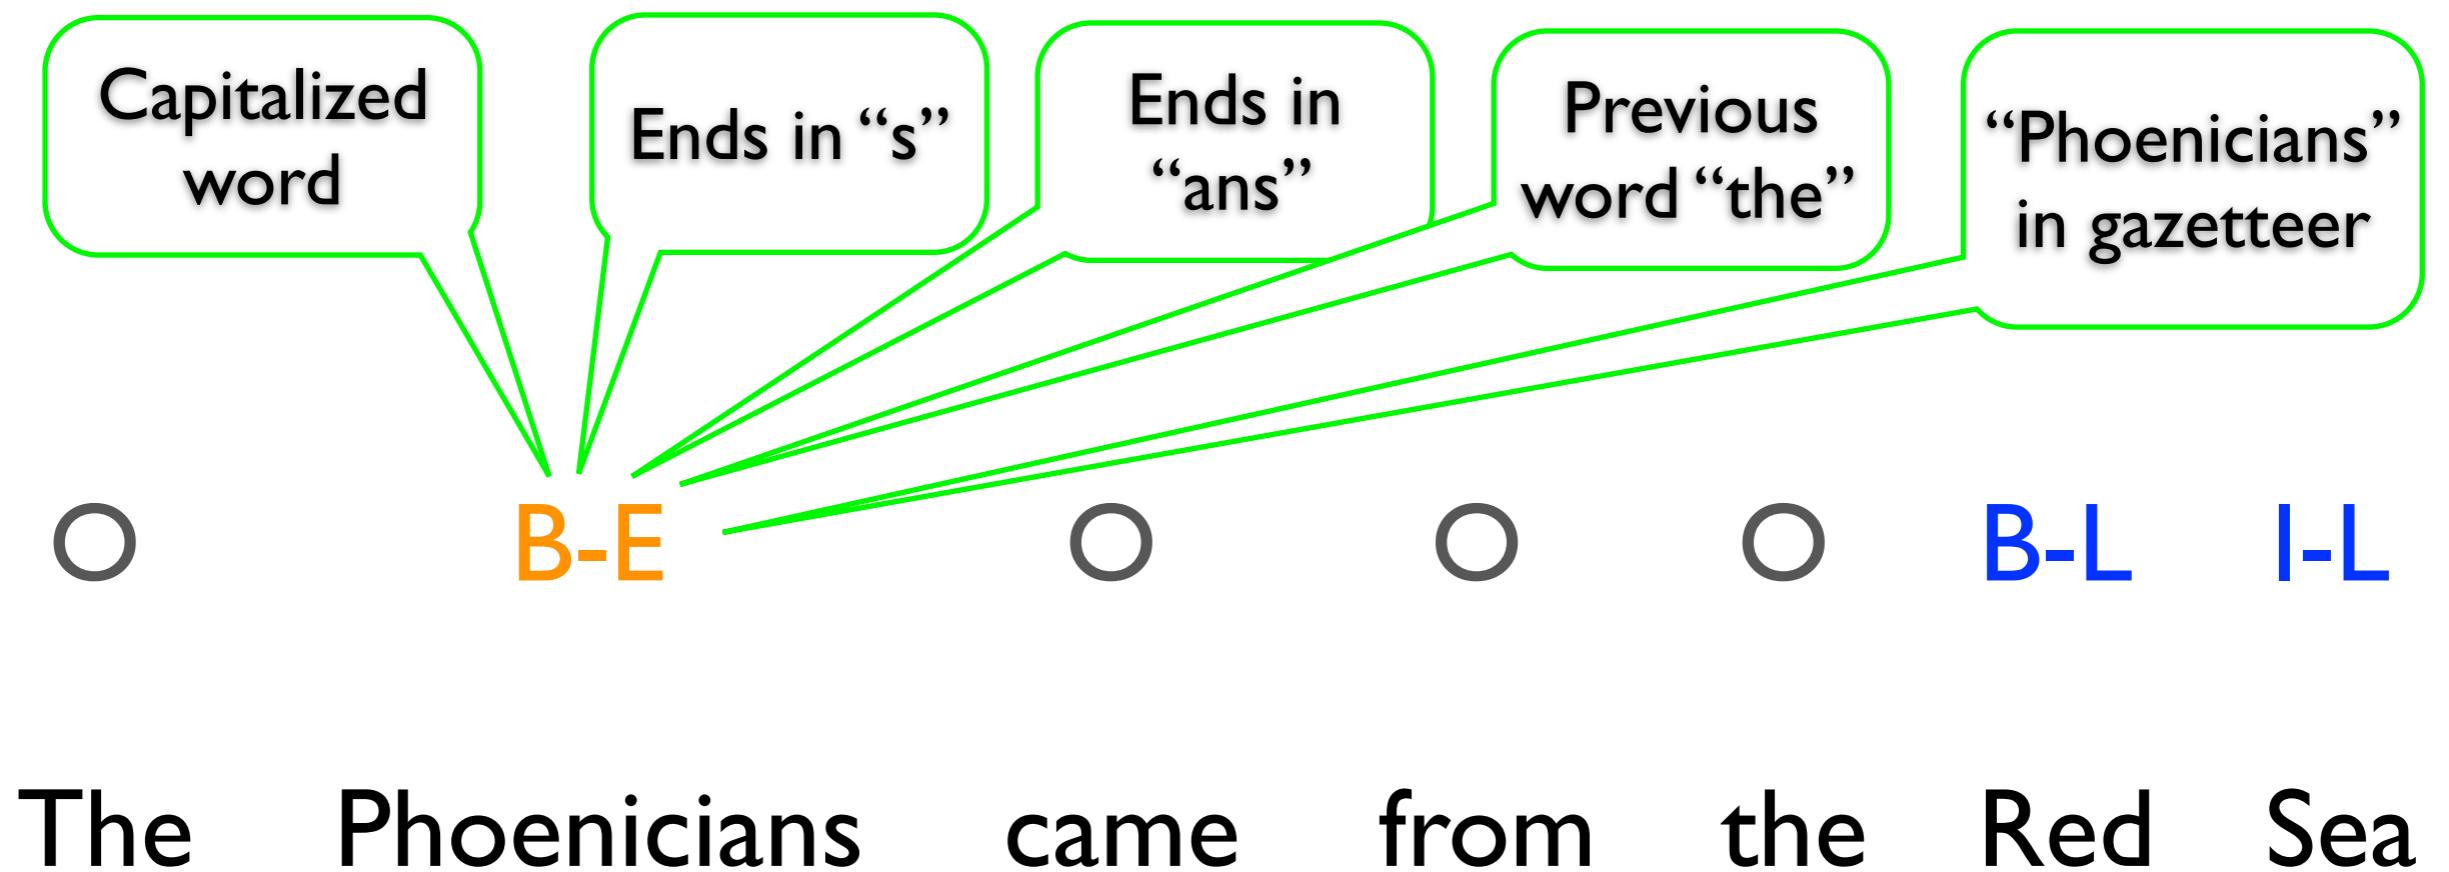 Capitalized
word
Ends in “s”
Ends in
“ans”
Previous
word “the”
“Phoenicians”
in gazetteer
O B-E O O O B-L I-L
The Phoenicians came from the Red Sea